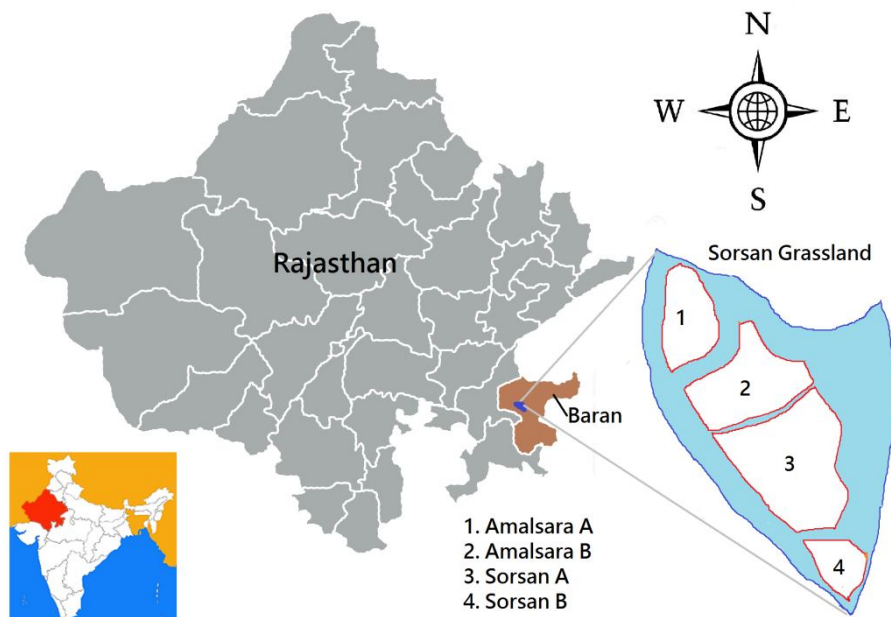 N
W E
S
Sorsan Grassland
Rajasthan
1
2
Baran
3
4
1. Amalsara A
2. Amalsara B
3. Sorsan A
4. Sorsan B